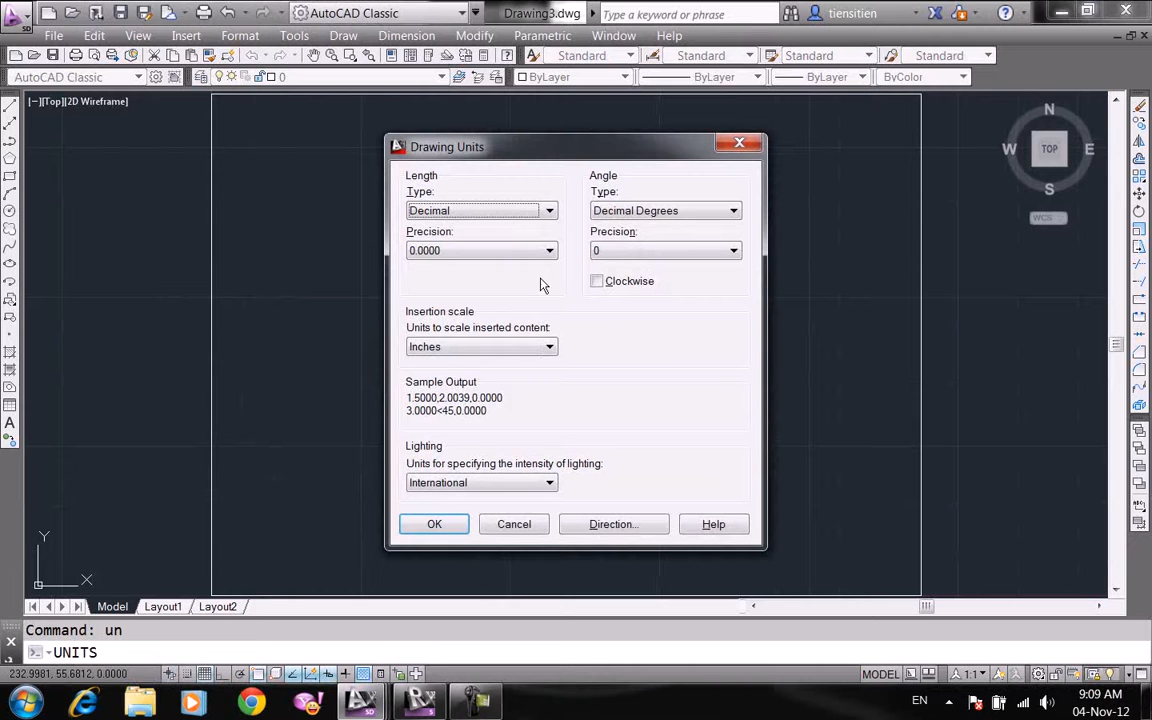 AutoCAD Classic
Drawing3.dwg
Type a keyword or phrase
tiensitien
File Edit View Insert Format Tools Draw Dimension Modify Parametric Window Help
Standard Standard Standard Standard
AutoCAD Classic 0 ByLayer ByLayer ByLayer ByColor
[−][Top][2D Wireframe]
N
W TOP E
S
WCS
Drawing Units
Length
Type:
Decimal
Precision:
0.0000
Angle
Type:
Decimal Degrees
Precision:
0
Clockwise
Insertion scale
Units to scale inserted content:
Inches
Sample Output
1.5000,2.0039,0.0000
3.0000<45,0.0000
Lighting
Units for specifying the intensity of lighting:
International
OK Cancel Direction... Help
Y
X
Model Layout1 Layout2
Command: un
UNITS
232.9981, 55.6812, 0.0000
MODEL
1:1
EN
9:09 AM
04-Nov-12